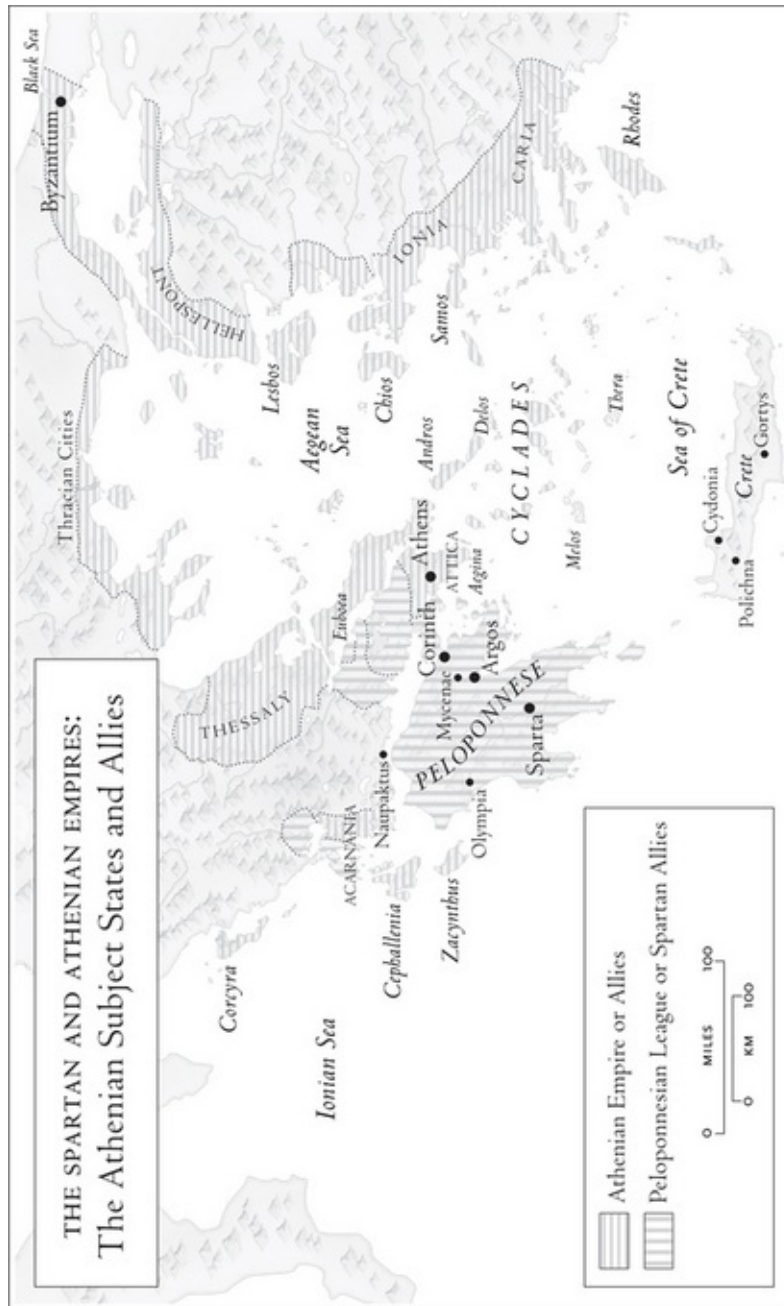 THE SPARTAN AND ATHENIAN EMPIRES:
The Athenian Subject States and Allies
Black Sea
Byzantium
Thracian Cities
HELLESPONT
THESSALY
Lesbos
Aegean
Sea
Corcyra
Euboea
Chios
IONIA
ACARNANIA
Naupaktus
Ionian Sea
Cephallenia
Corinth
Athens
ATTICA
Andros
Samos
CARIA
Mycenae
Argos
Aegina
Delos
Zacynthus
Olympia
PELOPONNESE
Sparta
CYCLADES
Melos
Thera
Rhodes
Sea of Crete
Cydonia
Polichna
Crete
Gortys
Athenian Empire or Allies
Peloponnesian League or Spartan Allies
0 MILES 100
0 KM 100